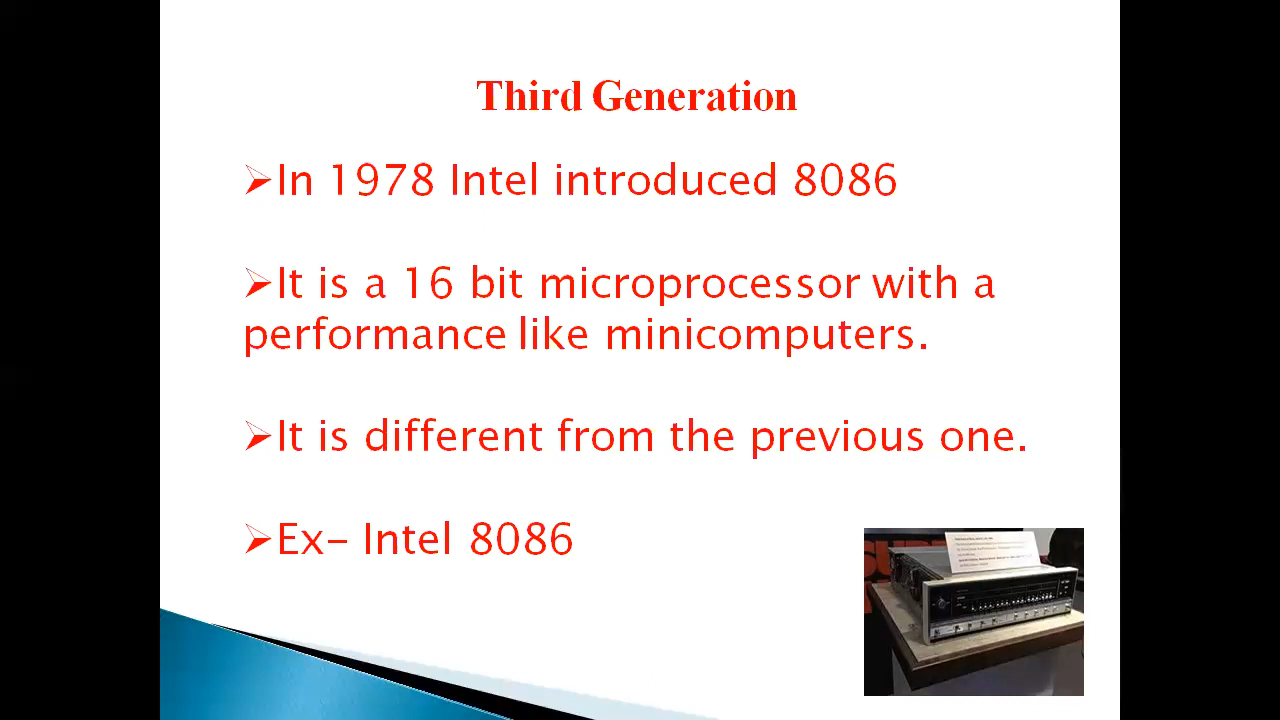 Third Generation
➢In 1978 Intel introduced 8086
➢It is a 16 bit microprocessor with a
performance like minicomputers.
➢It is different from the previous one.
➢Ex- Intel 8086